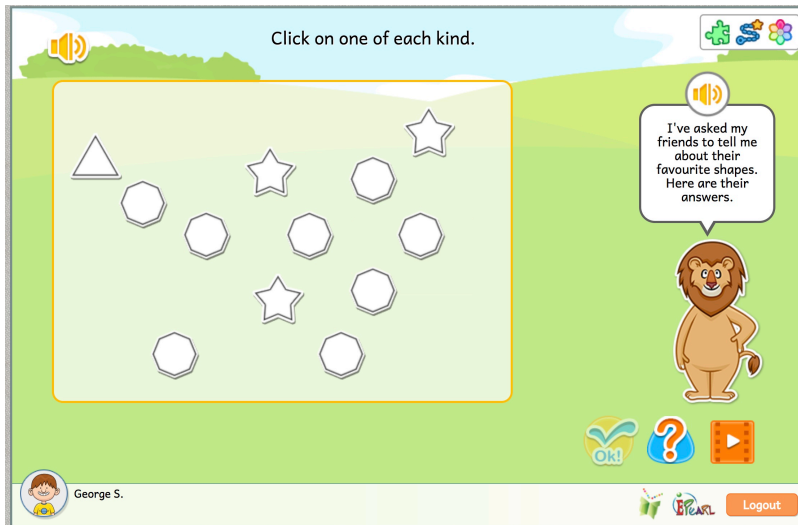 Click on one of each kind.
I've asked my
friends to tell me
about their
favourite shapes.
Here are their
answers.
Ok!
George S.
EPEARL
Logout